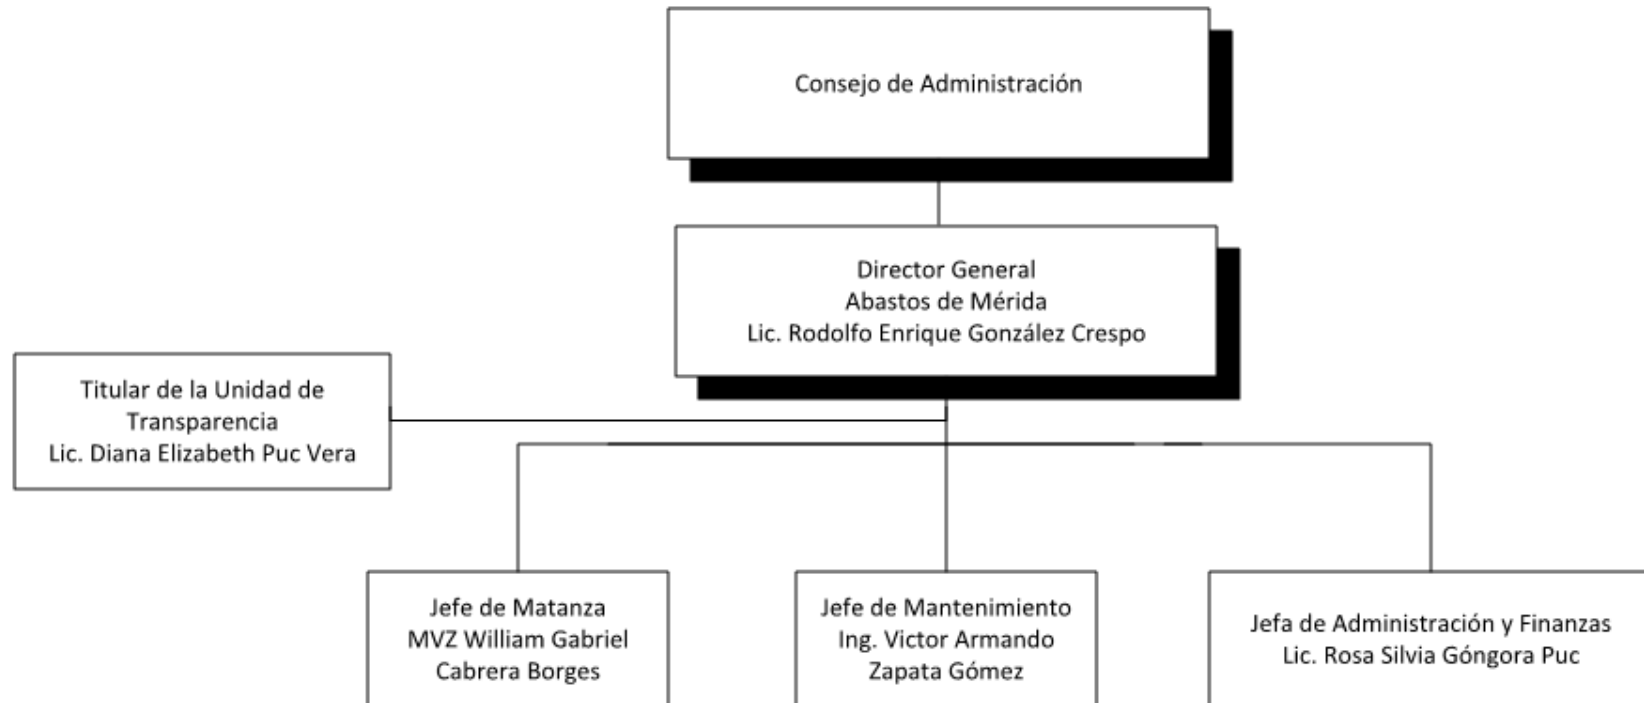 Consejo de Administración
Director General
Abastos de Mérida
Lic. Rodolfo Enrique González Crespo
Titular de la Unidad de
Transparencia
Lic. Diana Elizabeth Puc Vera
Jefe de Matanza
MVZ William Gabriel
Cabrera Borges
Jefe de Mantenimiento
Ing. Victor Armando
Zapata Gómez
Jefa de Administración y Finanzas
Lic. Rosa Silvia Góngora Puc